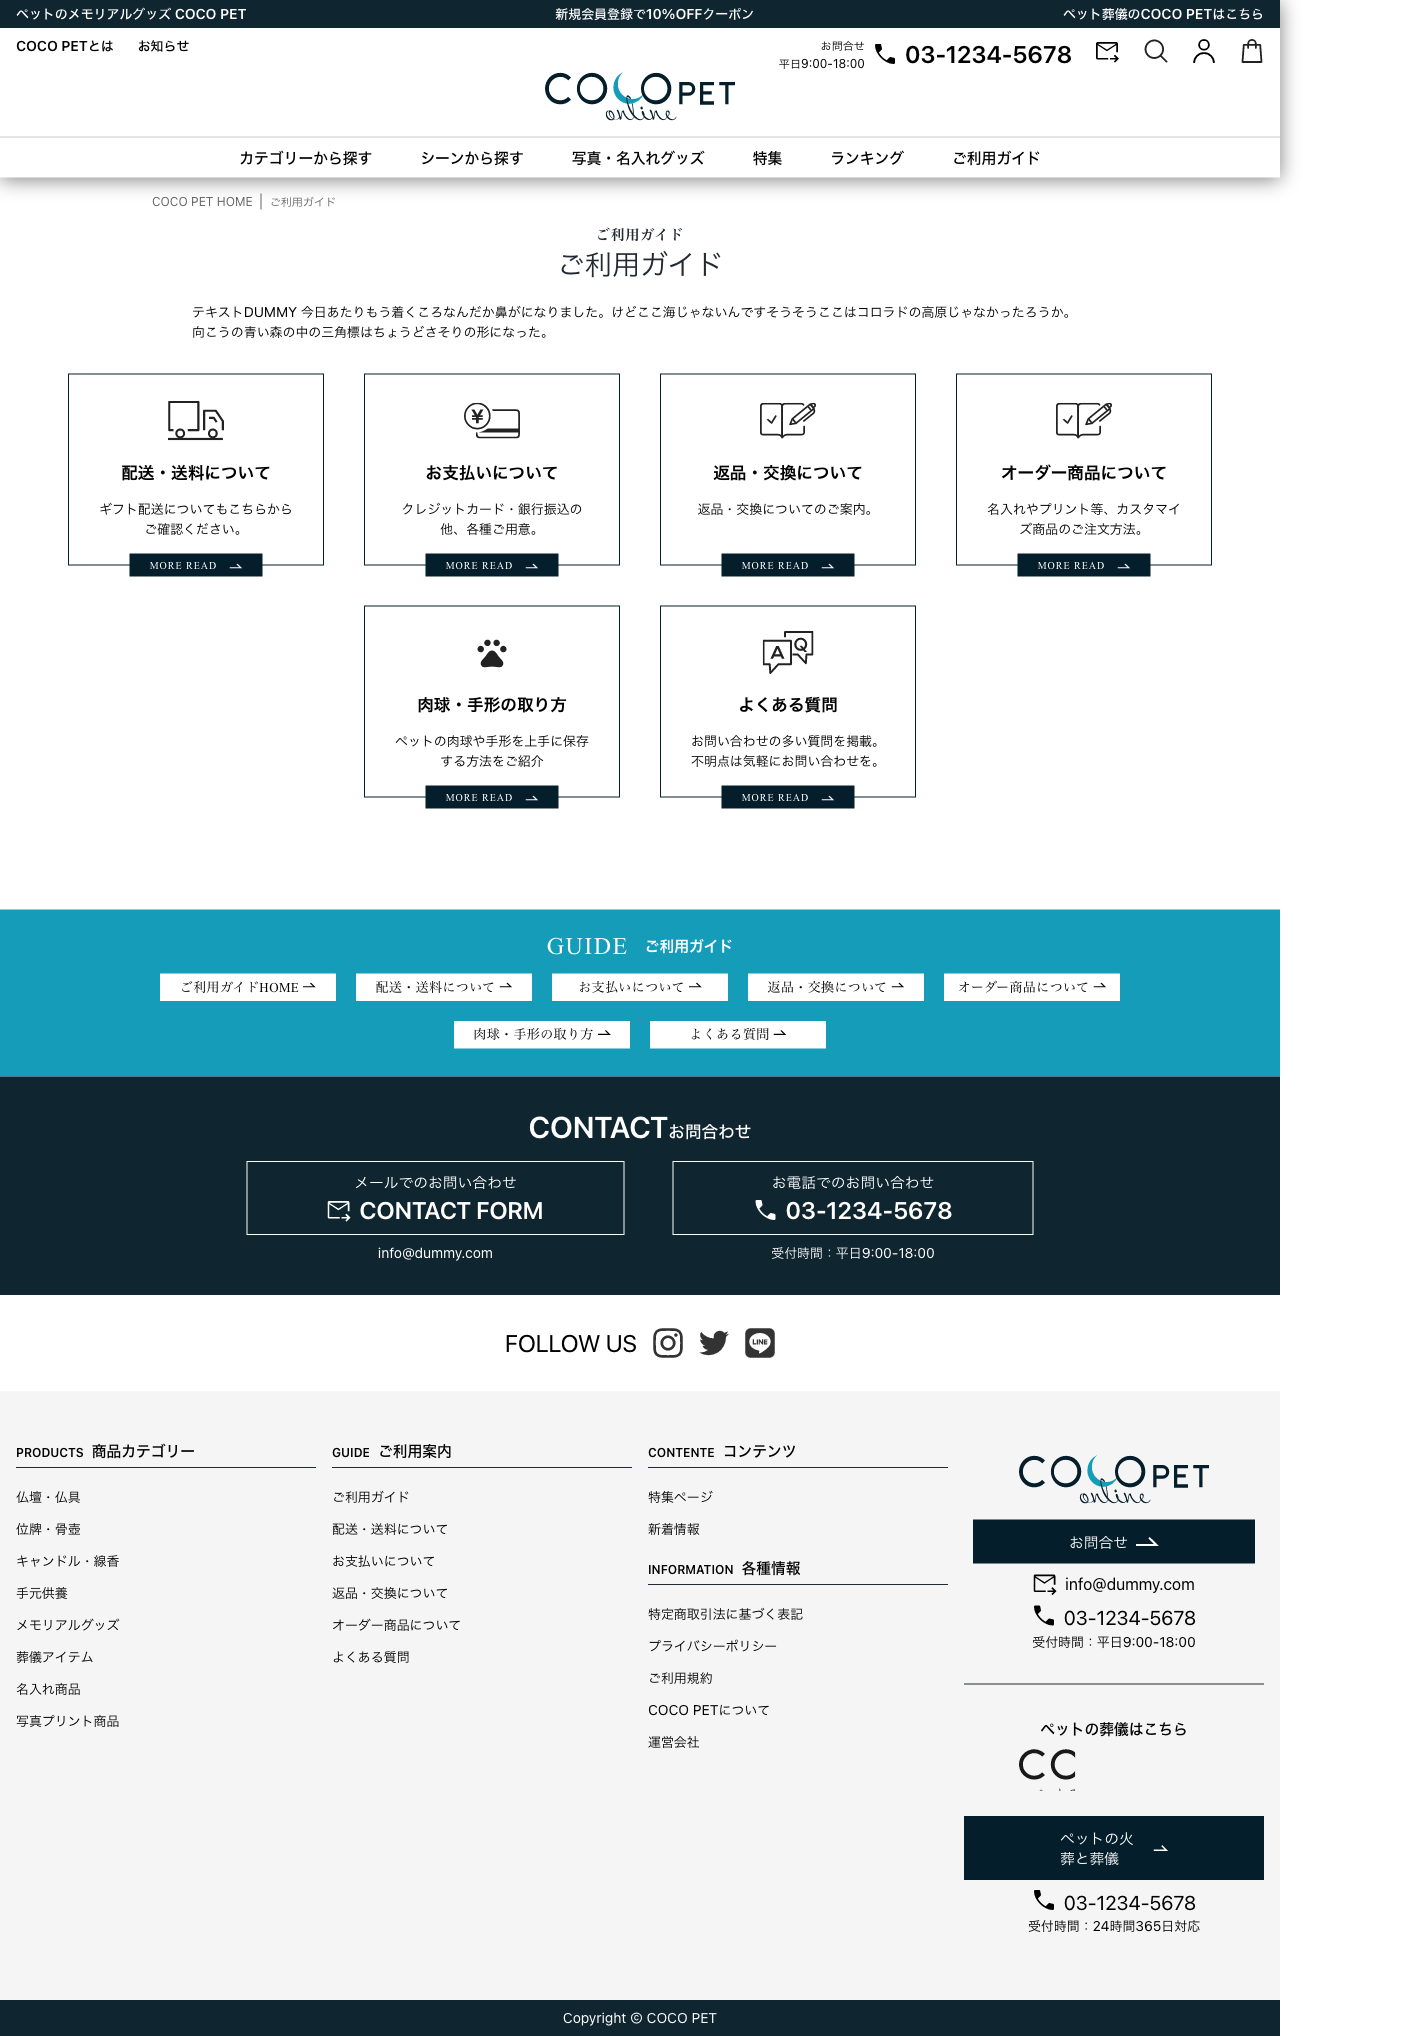 ペットのメモリアルグッズ COCO PET
新規会員登録で10%OFFクーポン
ペット葬儀のCOCO PETはこちら
COCO PETとは
お知らせ
お問合せ
平日9:00-18:00
03-1234-5678
COCO PET
online
カテゴリーから探す
シーンから探す
写真・名入れグッズ
特集
ランキング
ご利用ガイド
COCO PET HOME | ご利用ガイド
ご利用ガイド
ご利用ガイド
テキストDUMMY 今日あたりもう着くころなんだか鼻がになりました。けどここ海じゃないんですそうそうここはコロラドの高原じゃなかったろうか。
向こうの青い森の中の三角標はちょうどさそりの形になった。
配送・送料について
ギフト配送についてもこちらから
ご確認ください。
MORE READ
¥
お支払いについて
クレジットカード・銀行振込の
他、各種ご用意。
MORE READ
返品・交換について
返品・交換についてのご案内。
MORE READ
オーダー商品について
名入れやプリント等、カスタマイ
ズ商品のご注文方法。
MORE READ
肉球・手形の取り方
ペットの肉球や手形を上手に保存
する方法をご紹介
MORE READ
A Q
よくある質問
お問い合わせの多い質問を掲載。
不明点は気軽にお問い合わせを。
MORE READ
GUIDE ご利用ガイド
ご利用ガイドHOME
配送・送料について
お支払いについて
返品・交換について
オーダー商品について
肉球・手形の取り方
よくある質問
CONTACTお問合わせ
メールでのお問い合わせ
CONTACT FORM
info@dummy.com
お電話でのお問い合わせ
03-1234-5678
受付時間：平日9:00-18:00
FOLLOW US
LINE
PRODUCTS 商品カテゴリー
仏壇・仏具
位牌・骨壺
キャンドル・線香
手元供養
メモリアルグッズ
葬儀アイテム
名入れ商品
写真プリント商品
GUIDE ご利用案内
ご利用ガイド
配送・送料について
お支払いについて
返品・交換について
オーダー商品について
よくある質問
CONTENTE コンテンツ
特集ページ
新着情報
INFORMATION 各種情報
特定商取引法に基づく表記
プライバシーポリシー
ご利用規約
COCO PETについて
運営会社
COCO PET
online
お問合せ
info@dummy.com
03-1234-5678
受付時間：平日9:00-18:00
ペットの葬儀はこちら
CC
ペットの火
葬と葬儀
03-1234-5678
受付時間：24時間365日対応
Copyright © COCO PET